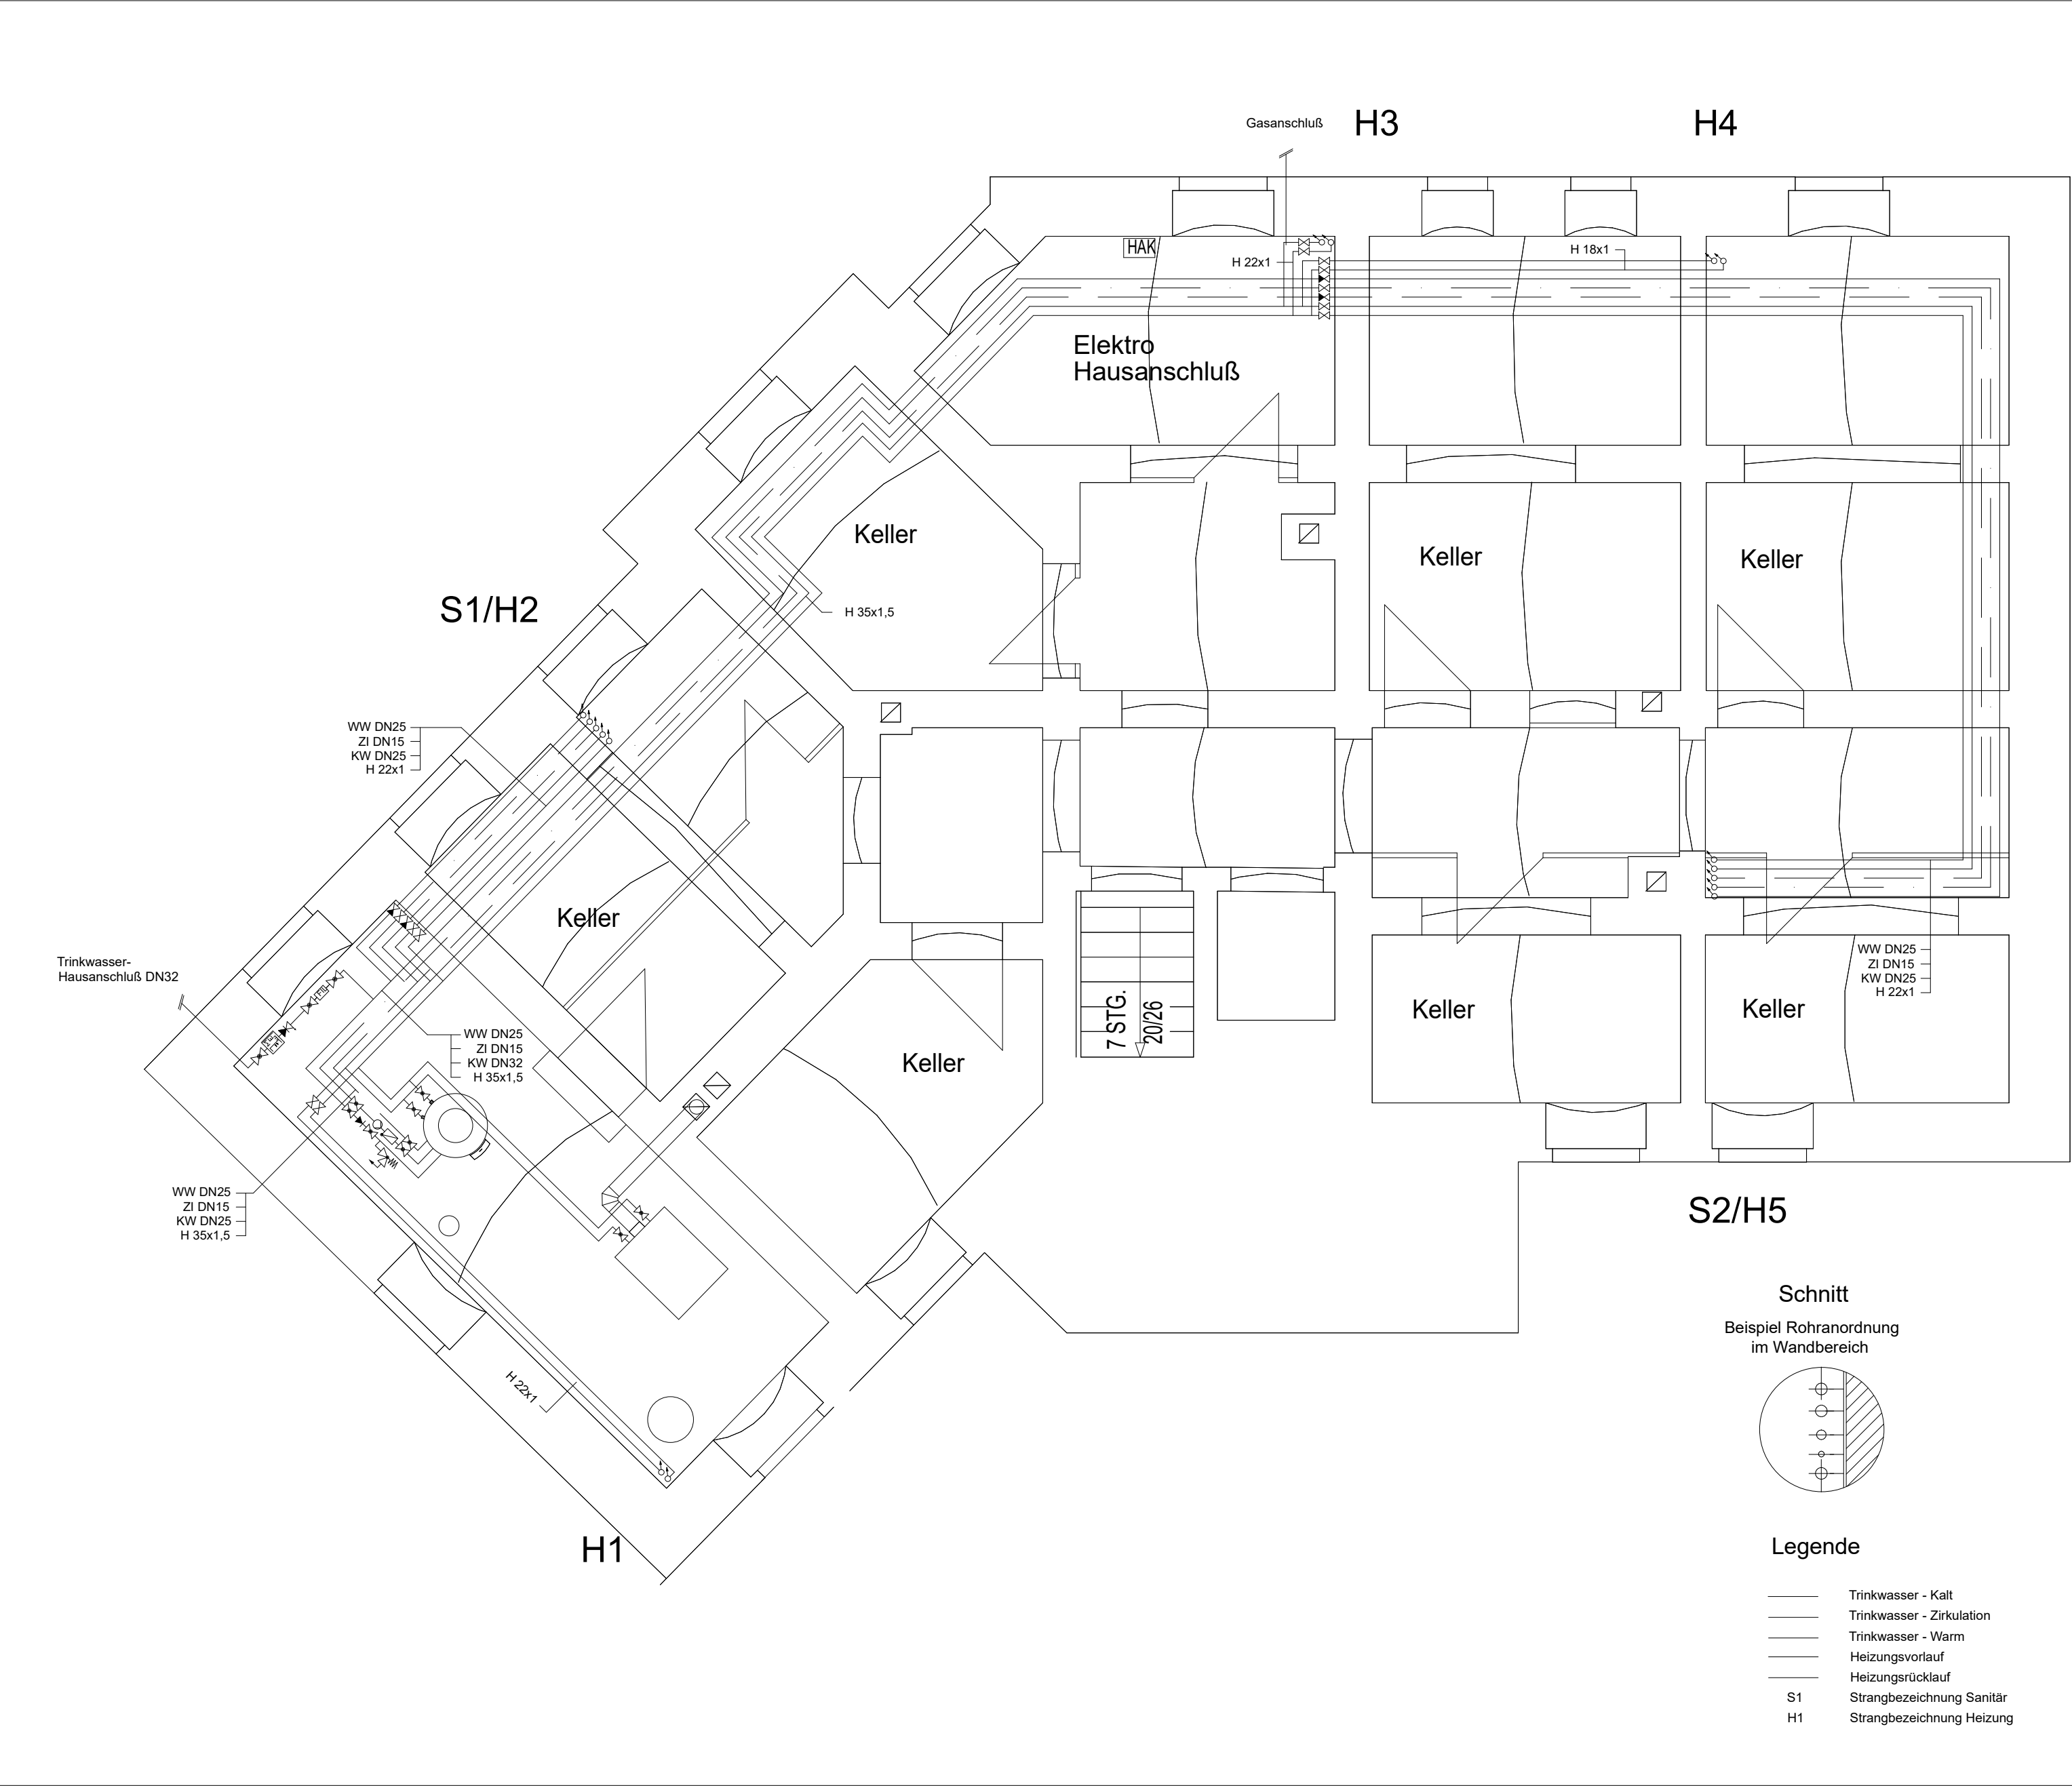 Gasanschluß
H3
H4
HAK
H 22x1
H 18x1
Elektro
Hausanschluß
Keller
Keller
Keller
S1/H2
H 35x1,5
WW DN25
ZI DN15
KW DN25
H 22x1
Keller
Trinkwasser-
Hausanschluß DN32
WW DN25
ZI DN15
KW DN25
H 22x1
Keller
Keller
7 STG.
20/26
WW DN25
ZI DN15
KW DN32
H 35x1,5
Keller
WW DN25
ZI DN15
KW DN25
H 35x1,5
S2/H5
Schnitt
Beispiel Rohranordnung
im Wandbereich
H 22x1
H1
Legende
Trinkwasser - Kalt
Trinkwasser - Zirkulation
Trinkwasser - Warm
Heizungsvorlauf
Heizungsrücklauf
S1 Strangbezeichnung Sanitär
H1 Strangbezeichnung Heizung